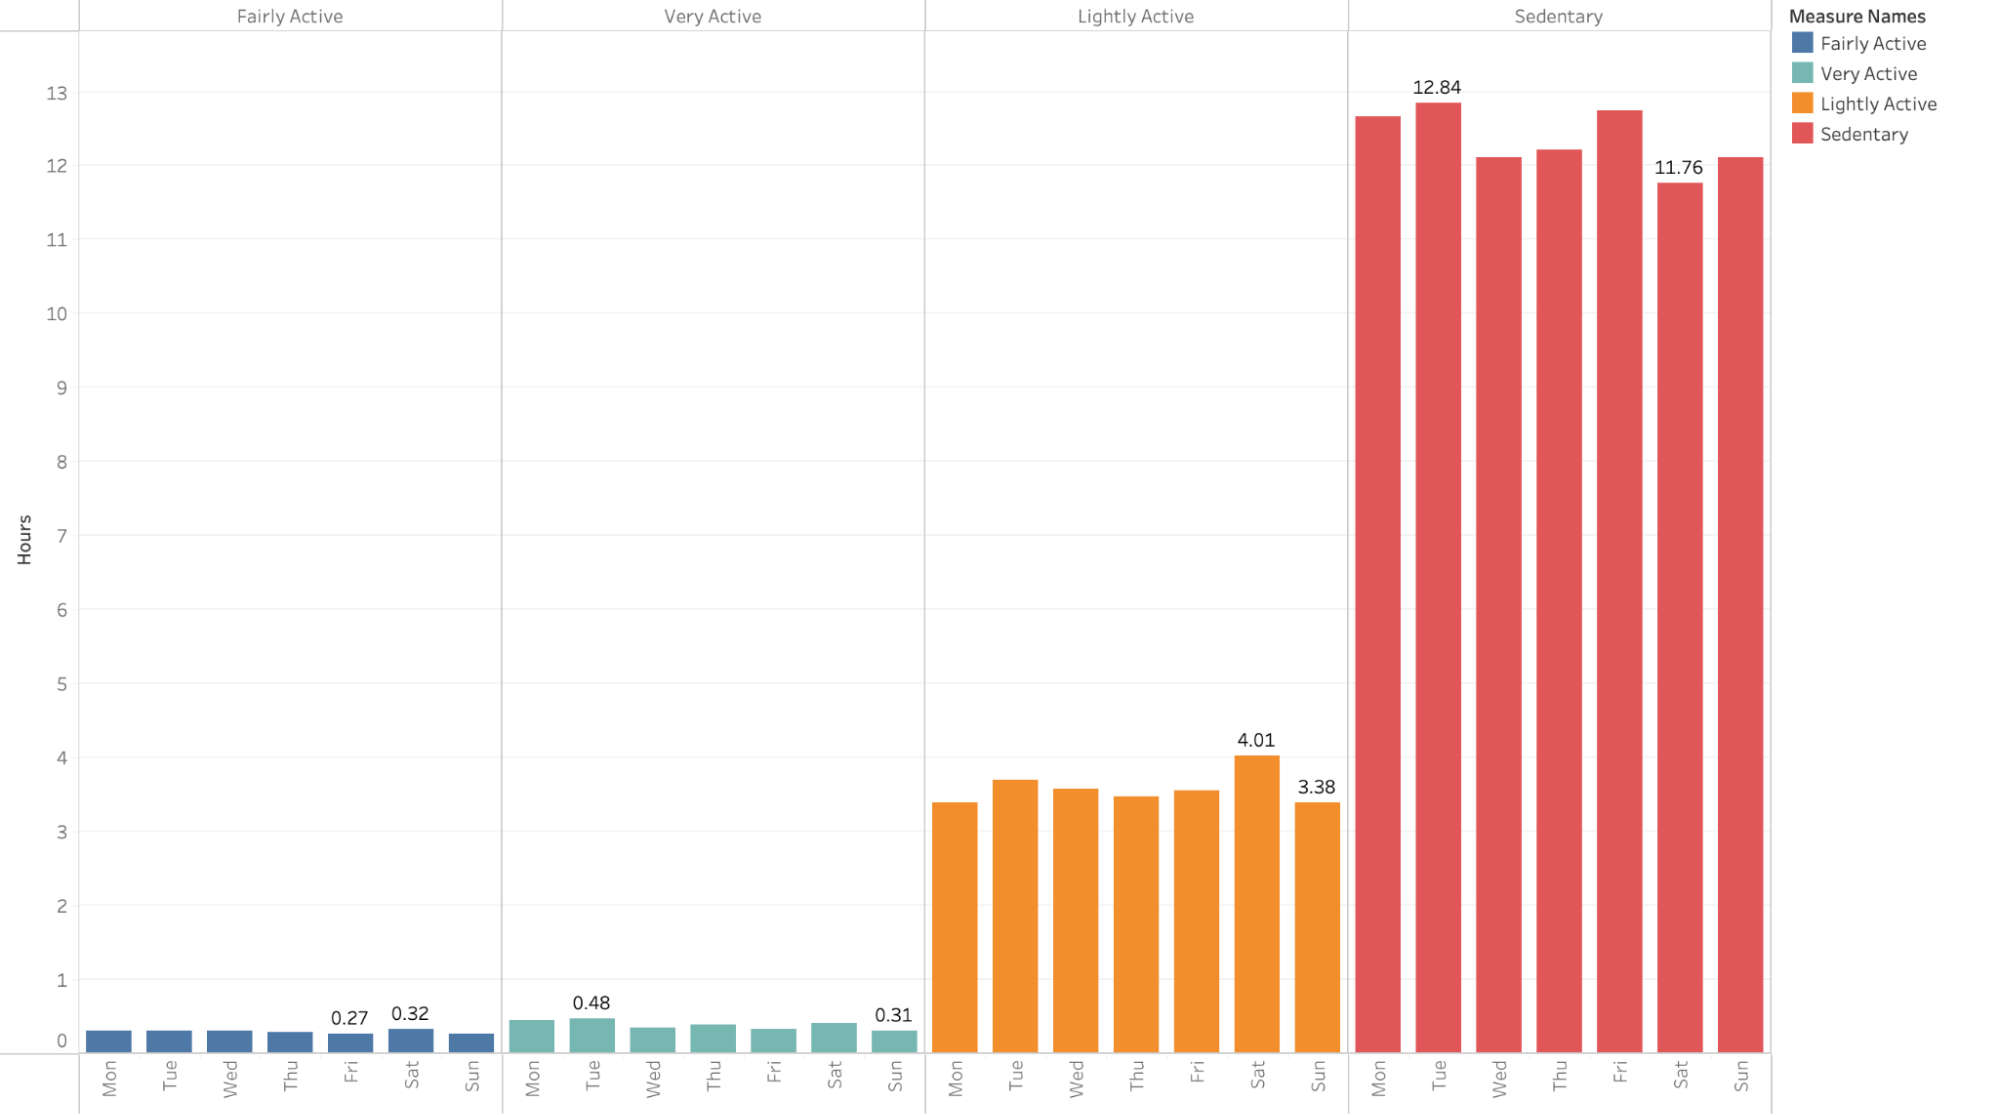 Fairly Active
Very Active
Lightly Active
Sedentary
Measure Names
Fairly Active
Very Active
Lightly Active
Sedentary
Hours
13
12
11
10
9
8
7
6
5
4
3
2
1
0
0.27
0.32
0.48
0.31
4.01
3.38
12.84
11.76
Mon Tue Wed Thu Fri Sat Sun
Mon Tue Wed Thu Fri Sat Sun
Mon Tue Wed Thu Fri Sat Sun
Mon Tue Wed Thu Fri Sat Sun